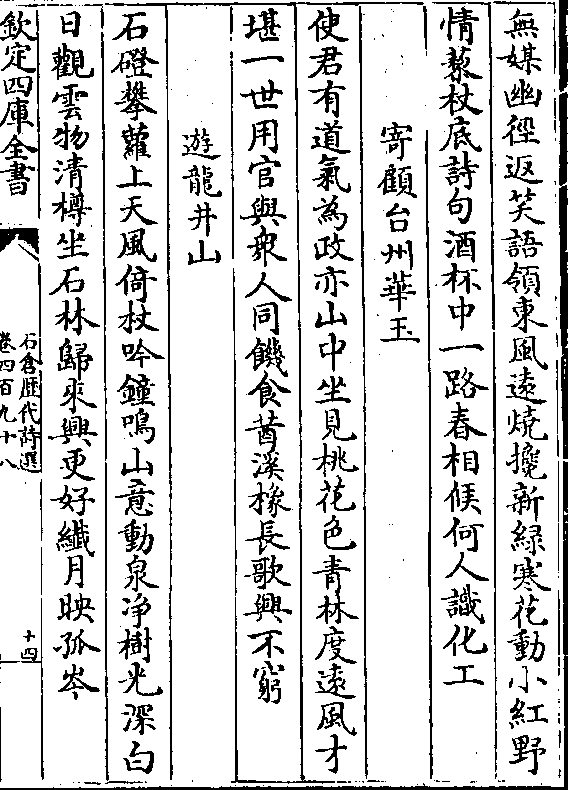 無媒幽徑返笑語領東風遠燒攙新緑寒花動小紅野
情藜杖底詩句酒杯中一路春相候何人識化工
寄顧台州華玉
使君有道氣為政亦山中坐見桃花色青林度遠風才
堪一世用官與衆人同饑食莤溪橡長歌興不窮
遊龍井山
石磴攀蘿上天風倚杖吟鐘鳴山意動泉浄樹光深白
日觀雲物清樽坐石林歸來興更好纖月映孤岑
欽定四庫全書
石倉歴代詩選
卷四百九十八
十四